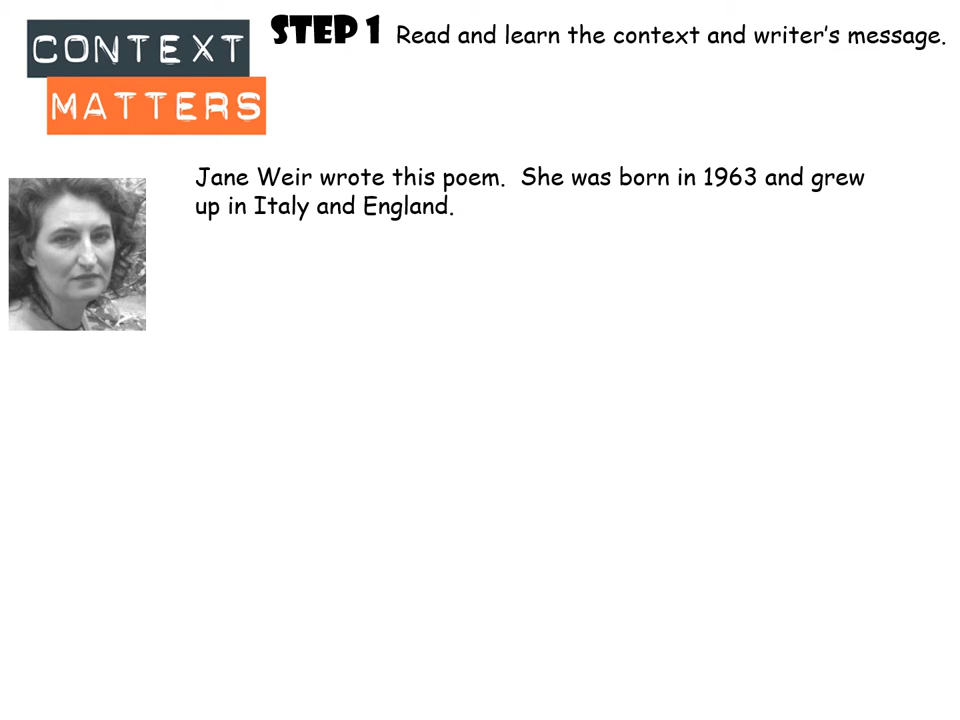 CONTEXT
MATTERS
STEP 1 Read and learn the context and writer's message.
Jane Weir wrote this poem. She was born in 1963 and grew
up in Italy and England.